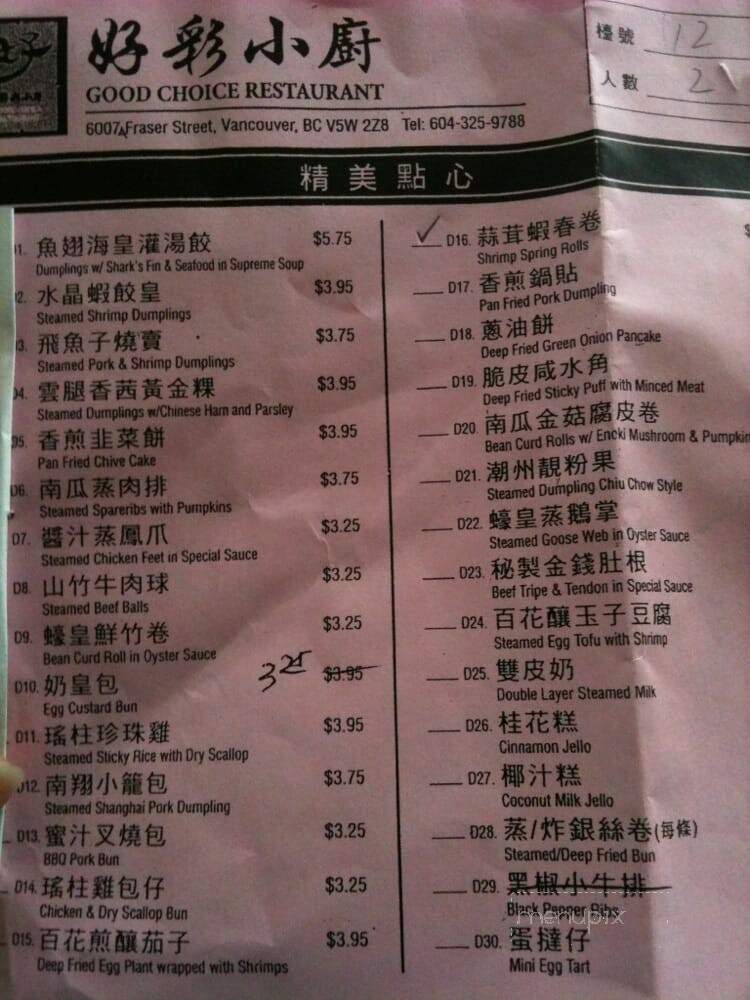 好彩小廚
GOOD CHOICE RESTAURANT
6007 Fraser Street, Vancouver, BC V5W 2Z8 Tel: 604-325-9788
檯號 12
人數 2
精美點心
01. 魚翅海皇灌湯餃 $5.75
Dumplings w/ Shark's Fin & Seafood in Supreme Soup
02. 水晶蝦餃皇 $3.95
Steamed Shrimp Dumplings
03. 飛魚子燒賣 $3.75
Steamed Pork & Shrimp Dumplings
04. 雲腿香茜黃金粿 $3.95
Steamed Dumplings w/Chinese Ham and Parsley
05. 香煎韭菜餅 $3.95
Pan Fried Chive Cake
D6. 南瓜蒸肉排 $3.75
Steamed Spareribs with Pumpkins
D7. 醬汁蒸鳳爪 $3.25
Steamed Chicken Feet in Special Sauce
D8. 山竹牛肉球 $3.25
Steamed Beef Balls
D9. 蠔皇鮮竹卷 $3.25
Bean Curd Roll in Oyster Sauce
D10. 奶皇包 3.25 $3.95
Egg Custard Bun
D11. 瑤柱珍珠雞 $3.95
Steamed Sticky Rice with Dry Scallop
D12. 南翔小籠包 $3.75
Steamed Shanghai Pork Dumpling
D13. 蜜汁叉燒包 $3.25
BBQ Pork Bun
D14. 瑤柱雞包仔 $3.25
Chicken & Dry Scallop Bun
D15. 百花煎釀茄子 $3.95
Deep Fried Egg Plant wrapped with Shrimps
✓ D16. 蒜茸蝦春卷
Shrimp Spring Rolls
D17. 香煎鍋貼
Pan Fried Pork Dumpling
D18. 蔥油餅
Deep Fried Green Onion Pancake
D19. 脆皮咸水角
Deep Fried Sticky Puff with Minced Meat
D20. 南瓜金菇腐皮卷
Bean Curd Rolls w/ Enoki Mushroom & Pumpkin
D21. 潮州靚粉果
Steamed Dumpling Chiu Chow Style
D22. 蠔皇蒸鵝掌
Steamed Goose Web in Oyster Sauce
D23. 秘製金錢肚根
Beef Tripe & Tendon in Special Sauce
D24. 百花釀玉子豆腐
Steamed Egg Tofu with Shrimp
D25. 雙皮奶
Double Layer Steamed Milk
D26. 桂花糕
Cinnamon Jello
D27. 椰汁糕
Coconut Milk Jello
D28. 蒸/炸銀絲卷(每條)
Steamed/Deep Fried Bun
D29. 黑椒小牛排
Black Pepper Ribs
menupix
D30. 蛋撻仔
Mini Egg Tart